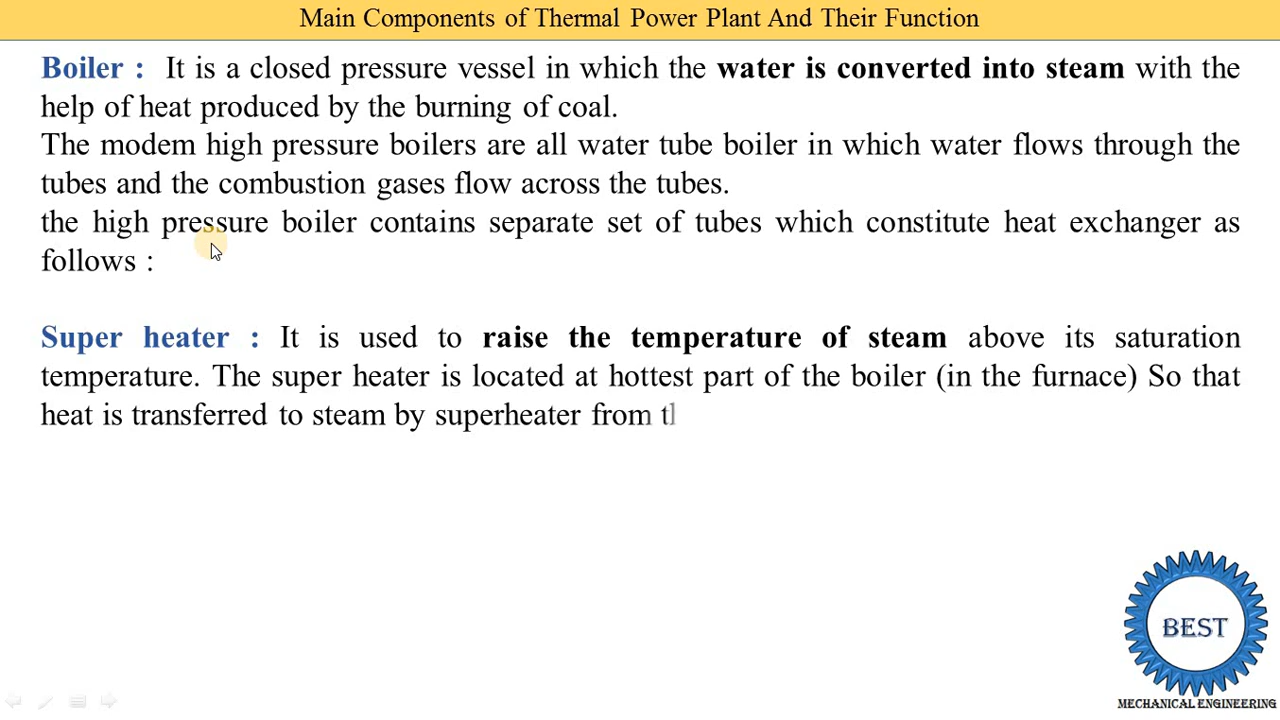 Main Components of Thermal Power Plant And Their Function
Boiler : It is a closed pressure vessel in which the water is converted into steam with the
help of heat produced by the burning of coal.
The modem high pressure boilers are all water tube boiler in which water flows through the
tubes and the combustion gases flow across the tubes.
the high pressure boiler contains separate set of tubes which constitute heat exchanger as
follows :
Super heater : It is used to raise the temperature of steam above its saturation
temperature. The super heater is located at hottest part of the boiler (in the furnace) So that
heat is transferred to steam by superheater from
BEST
MECHANICAL ENGINEERING